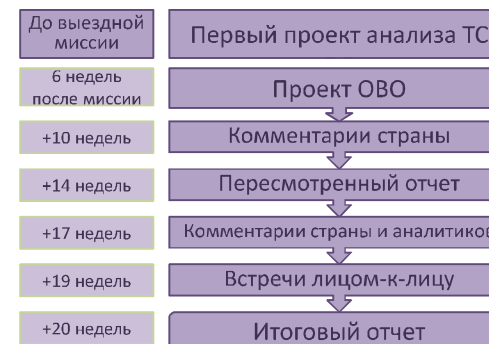 До выездной
миссии
Первый проект анализа ТС
6 недель
после миссии
Проект ОВО
+10 недель
Комментарии страны
+14 недель
Пересмотренный отчет
+17 недель
Комментарии страны и аналитиков
+19 недель
Встречи лицом-к-лицу
+20 недель
Итоговый отчет